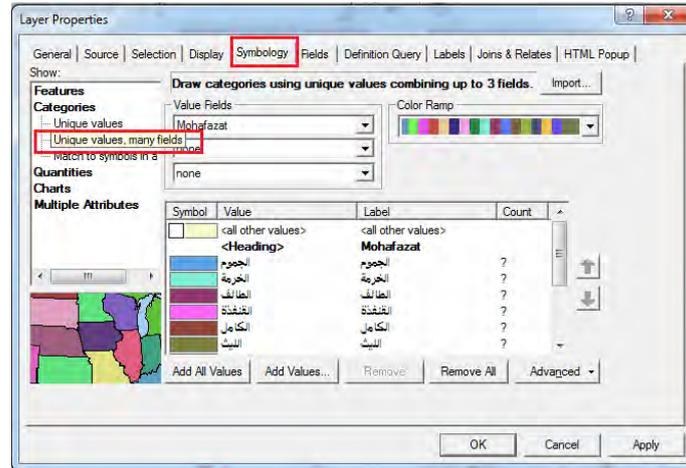 Layer Properties
General Source Selection Display Symbology Fields Definition Query Labels Joins & Relates HTML Popup
Show:
Features
Categories
Unique values
Unique values, many fields
Match to symbols in a
Quantities
Charts
Multiple Attributes
Draw categories using unique values combining up to 3 fields.
Import...
Value Fields
Mohafazat
none
none
Color Ramp
Symbol Value Label Count
<all other values> <all other values>
<Heading> Mohafazat
الجموم الجموم ?
الخرمة الخرمة ?
الطائف الطائف ?
القنفذة القنفذة ?
الكامل الكامل ?
الليث الليث ?
Add All Values Add Values... Remove Remove All Advanced
OK Cancel Apply